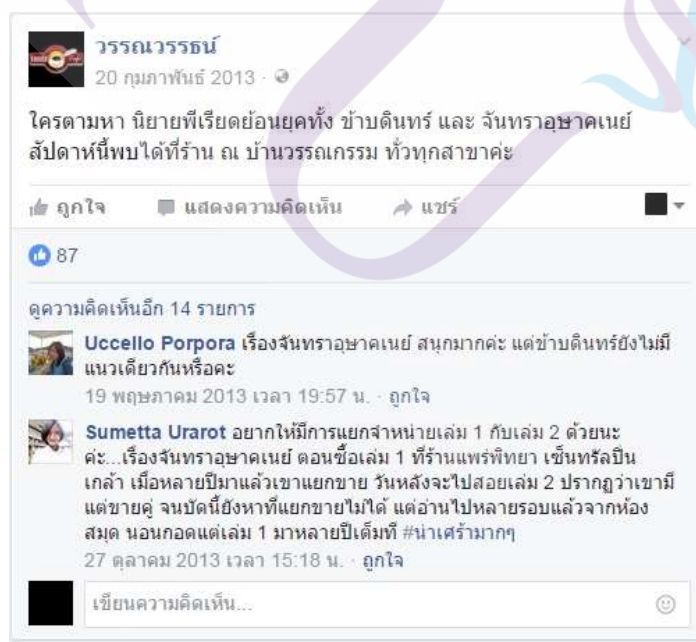 วรรณวรรธน์
20 กุมภาพันธ์ 2013 ·
ใครตามหา นิยายพีเรียดย้อนยุคทั้ง ข้าบดินทร์ และ จันทราอุษาคเนย์
สัปดาห์นี้พบได้ที่ร้าน ณ บ้านวรรณกรรม ทั่วทุกสาขาค่ะ
ถูกใจ แสดงความคิดเห็น แชร์
87
ดูความคิดเห็นอีก 14 รายการ
Uccello Porpora เรื่องจันทราอุษาคเนย์ สนุกมากค่ะ แต่ข้าบดินทร์ยังไม่มี
แนวเดียวกันหรือคะ
19 พฤษภาคม 2013 เวลา 19:57 น. · ถูกใจ
Sumetta Urarot อยากให้มีการแยกจำหน่ายเล่ม 1 กับเล่ม 2 ด้วยนะ
ค่ะ...เรื่องจันทราอุษาคเนย์ ตอนซื้อเล่ม 1 ที่ร้านแพร่พิทยา เซ็นทรัลปิ่น
เกล้า เมื่อหลายปีมาแล้วเขาแยกขาย วันหลังจะไปสอยเล่ม 2 ปรากฏว่าเขามี
แต่ขายคู่ จนบัดนี้ยังหาที่แยกขายไม่ได้ แต่อ่านไปหลายรอบแล้วจากห้อง
สมุด นอนกอดแต่เล่ม 1 มาหลายปีเต็มที #น่าเศร้ามากๆ
27 ตุลาคม 2013 เวลา 15:18 น. · ถูกใจ
เขียนความคิดเห็น...